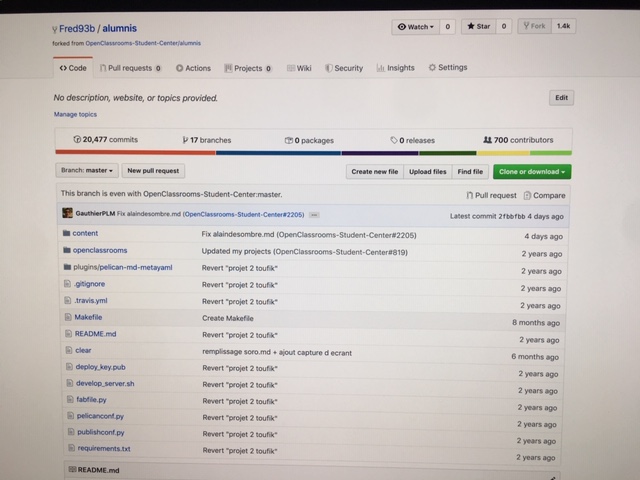 Fred93b / alumnis
Watch 0 Star 0 Fork 1.4k
forked from OpenClassrooms-Student-Center/alumnis
Code Pull requests 0 Actions Projects 0 Wiki Security Insights Settings
No description, website, or topics provided. Edit
Manage topics
20,477 commits 17 branches 0 packages 0 releases 700 contributors
Branch: master New pull request Create new file Upload files Find file Clone or download
This branch is even with OpenClassrooms-Student-Center:master. Pull request Compare
GauthierPLM Fix alaindesombre.md (OpenClassrooms-Student-Center#2205) Latest commit 2fbbfbb 4 days ago
content Fix alaindesombre.md (OpenClassrooms-Student-Center#2205) 4 days ago
openclassrooms Updated my projects (OpenClassrooms-Student-Center#819) 2 years ago
plugins/pelican-md-metayaml Revert "projet 2 toufik" 2 years ago
.gitignore Revert "projet 2 toufik" 2 years ago
.travis.yml Revert "projet 2 toufik" 2 years ago
Makefile Create Makefile 8 months ago
README.md Revert "projet 2 toufik" 2 years ago
clear remplissage soro.md + ajout capture d ecrant 6 months ago
deploy_key.pub Revert "projet 2 toufik" 2 years ago
develop_server.sh Revert "projet 2 toufik" 2 years ago
fabfile.py Revert "projet 2 toufik" 2 years ago
pelicanconf.py Revert "projet 2 toufik" 2 years ago
publishconf.py Revert "projet 2 toufik" 2 years ago
requirements.txt Revert "projet 2 toufik" 2 years ago
README.md